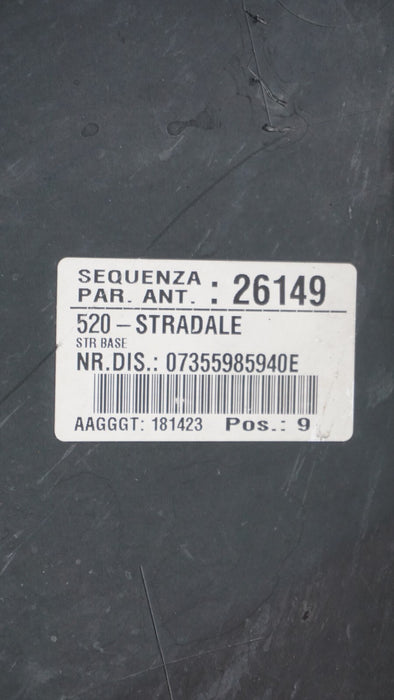 SEQUENZA
PAR. ANT. : 26149
520 – STRADALE
STR BASE
NR.DIS.: 07355985940E
AAGGGT: 181423 Pos.: 9